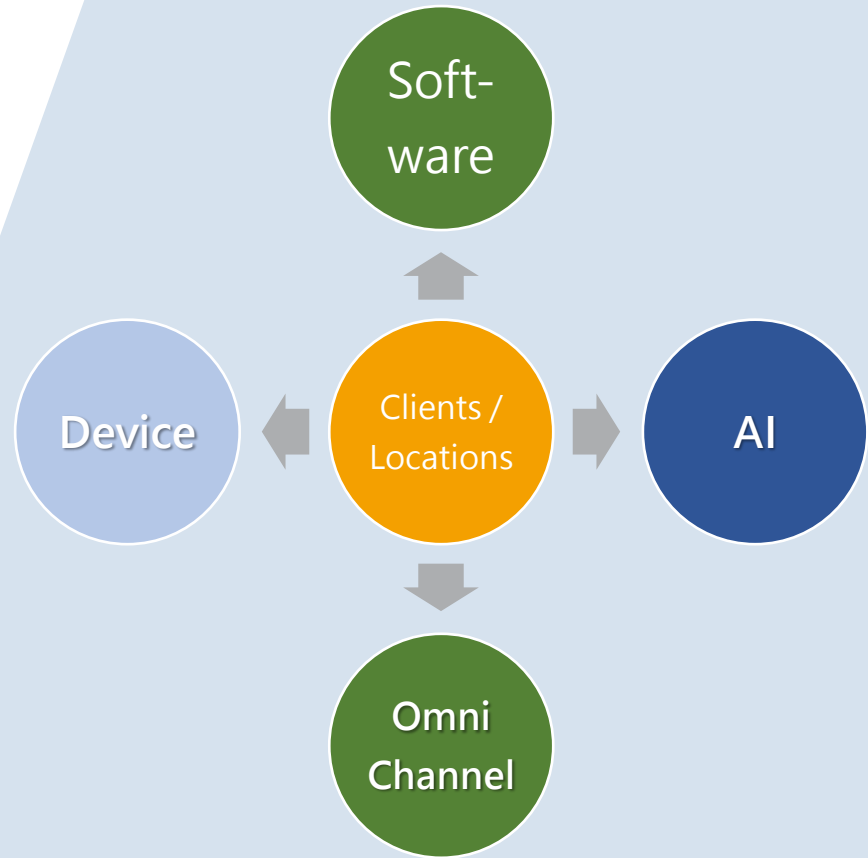 Soft-
ware
Device
Clients /
Locations
AI
Omni
Channel